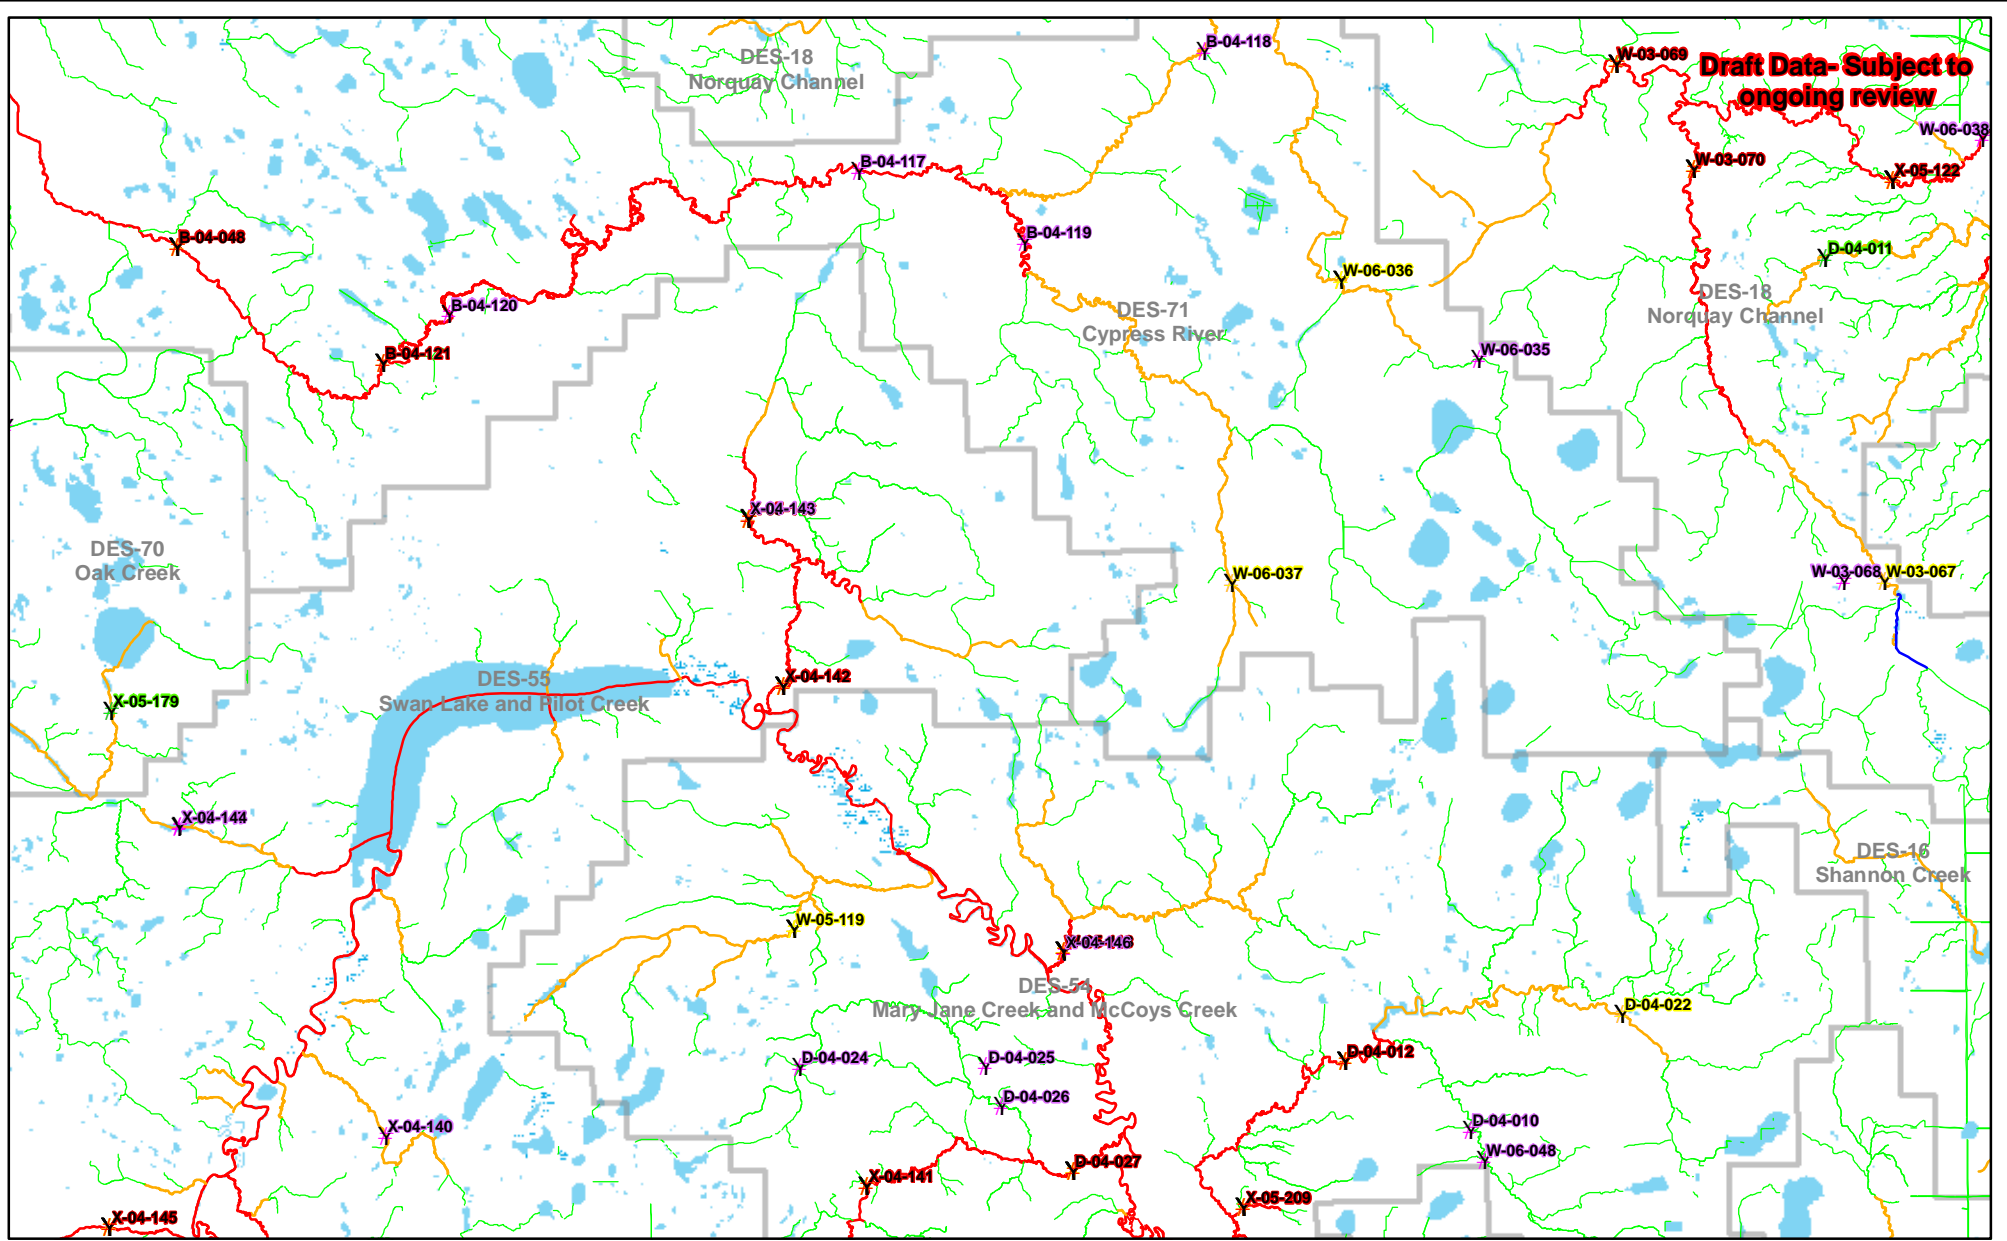 B-04-118
W-03-069
DES-18
Norquay Channel
Draft Data- Subject to
ongoing review
W-06-038
B-04-117
W-03-070
X-05-122
B-04-048
B-04-119
D-04-011
W-06-036
B-04-120
DES-71
Cypress River
DES-18
Norquay Channel
B-04-121
W-06-035
X-04-143
DES-70
Oak Creek
W-06-037
W-03-068
W-03-067
X-04-142
DES-55
Swan Lake and Pilot Creek
X-05-179
X-04-144
DES-16
Shannon Creek
W-05-119
X-04-146
DES-54
Mary Jane Creek and McCoys Creek
D-04-022
D-04-024
D-04-025
D-04-012
D-04-026
X-04-140
D-04-010
W-06-048
D-04-027
X-04-141
X-05-209
X-04-145